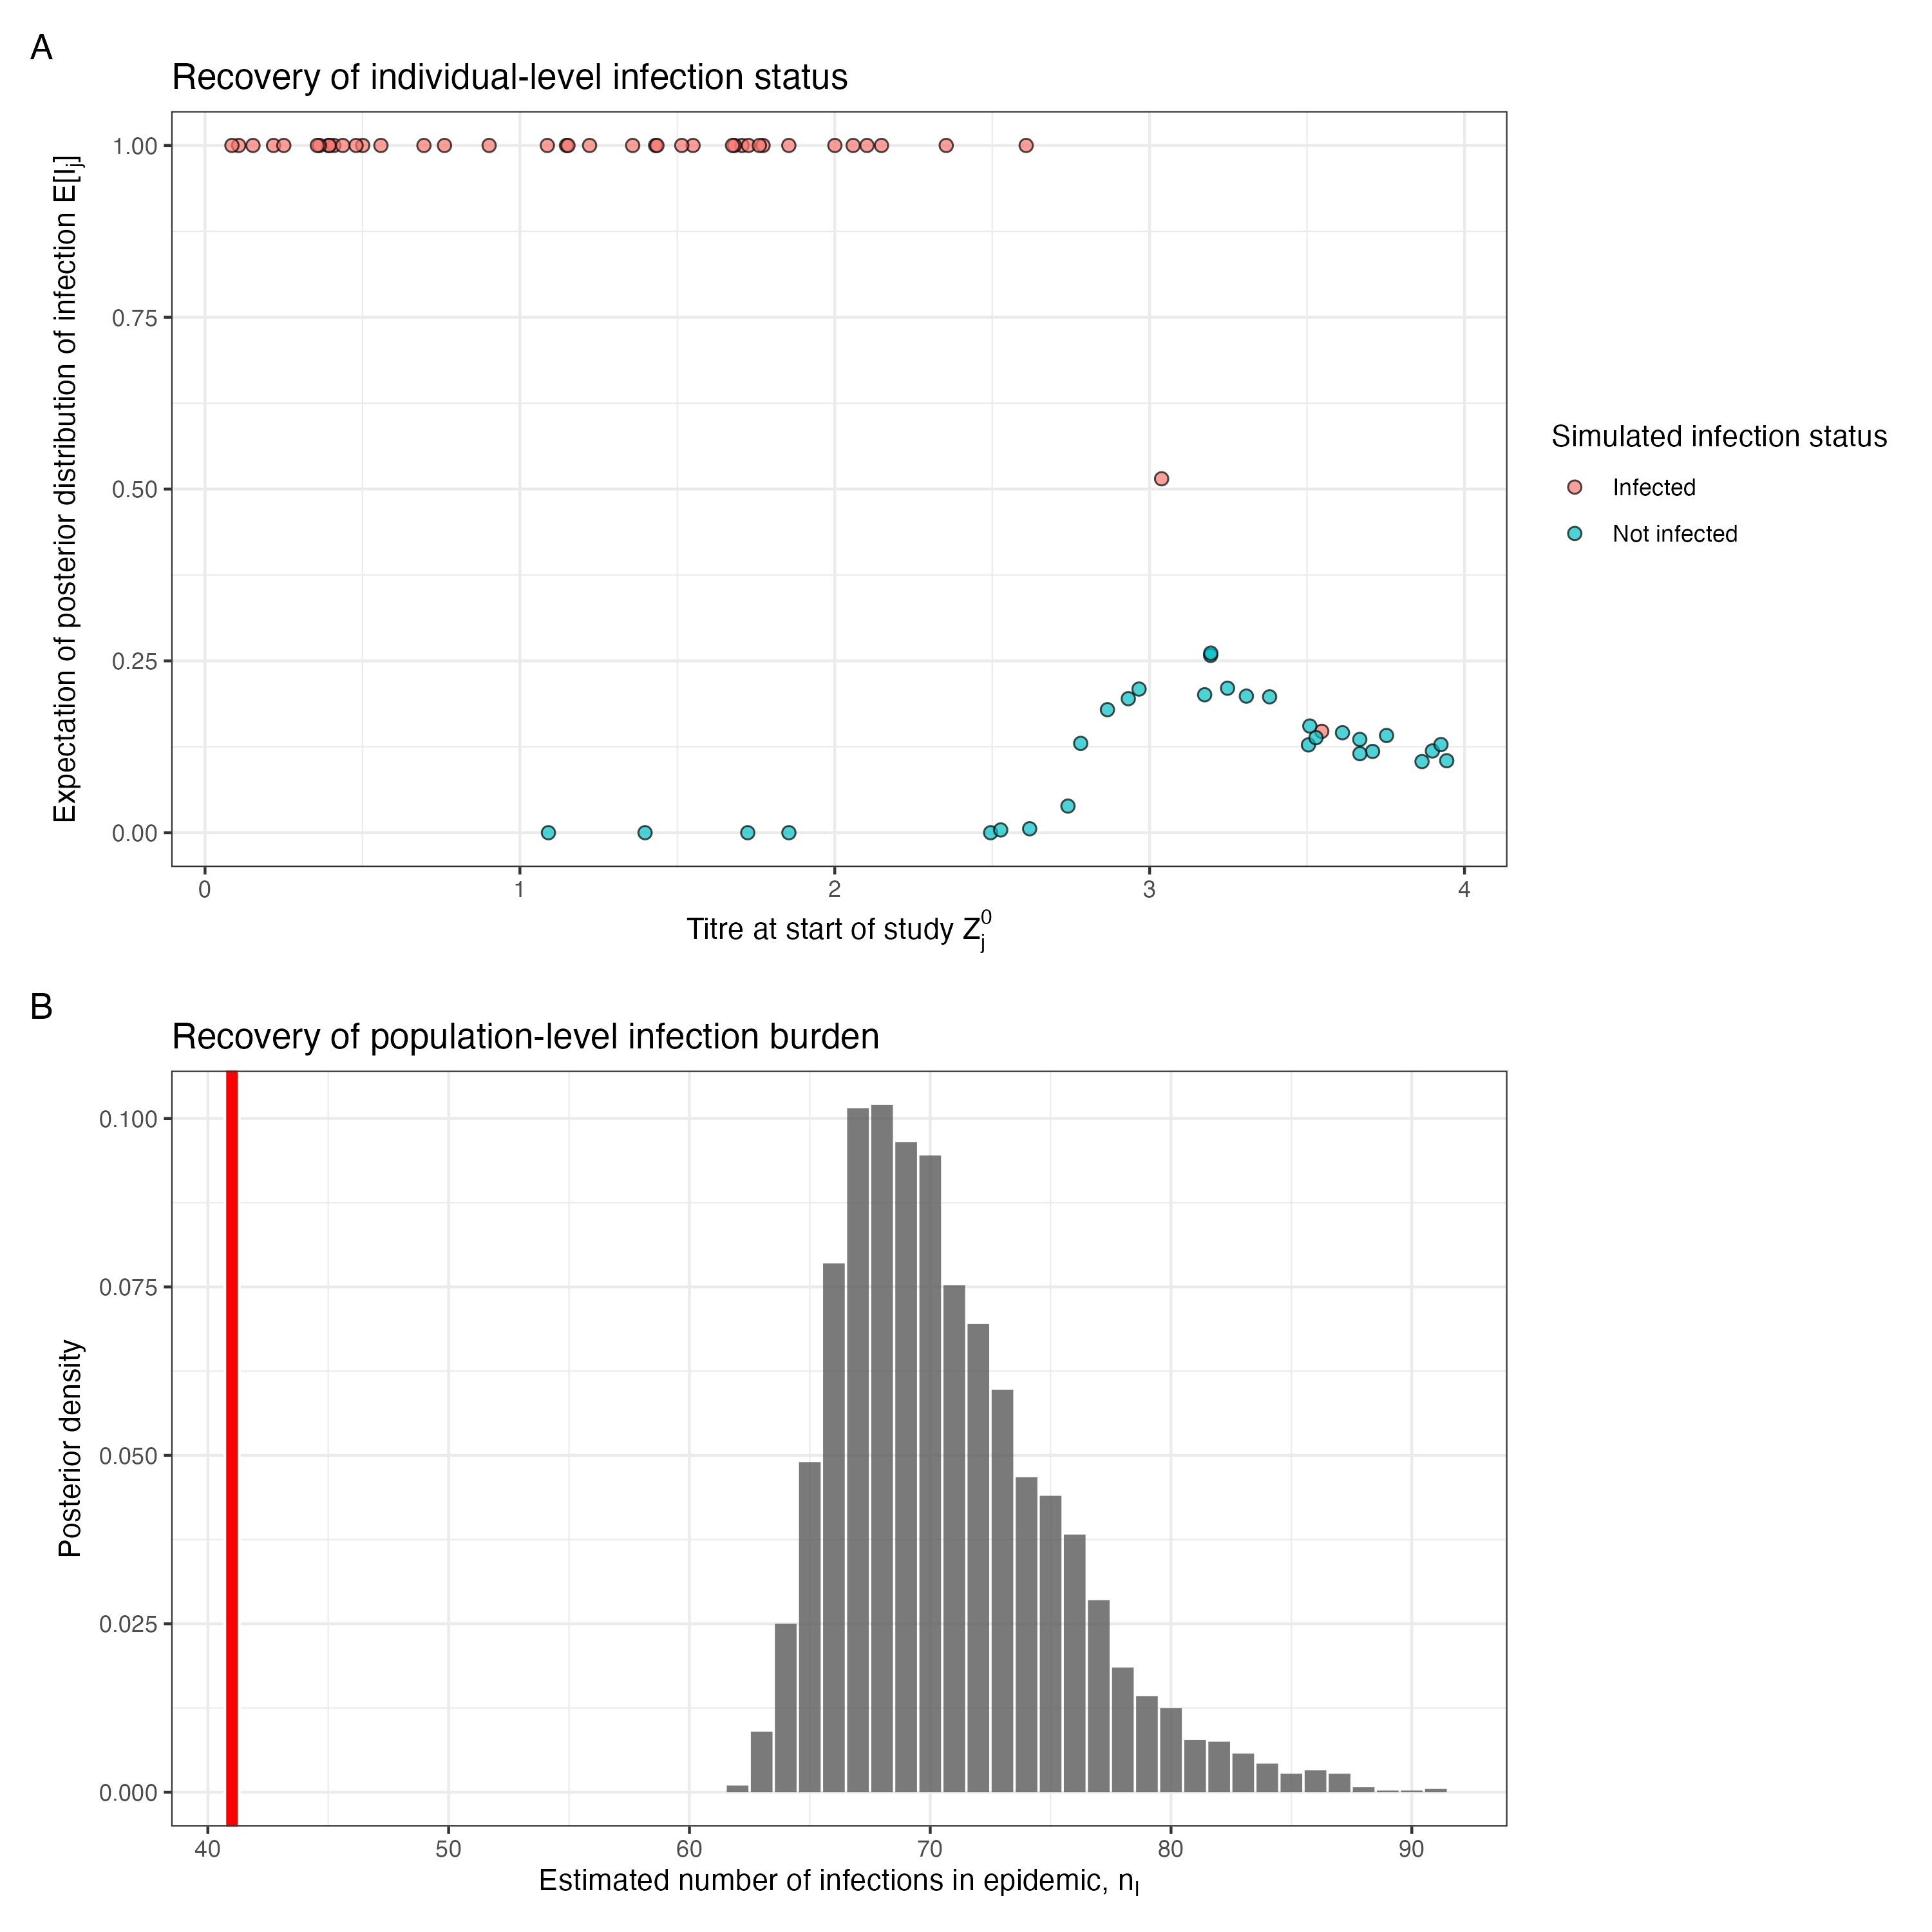 A
Recovery of individual-level infection status
Expectation of posterior distribution of infection E[Ij]
1.00
0.75
0.50
0.25
0.00
0 1 2 3 4
Titre at start of study Zj0
Simulated infection status
Infected
Not infected
B
Recovery of population-level infection burden
Posterior density
0.100
0.075
0.050
0.025
0.000
40 50 60 70 80 90
Estimated number of infections in epidemic, nI